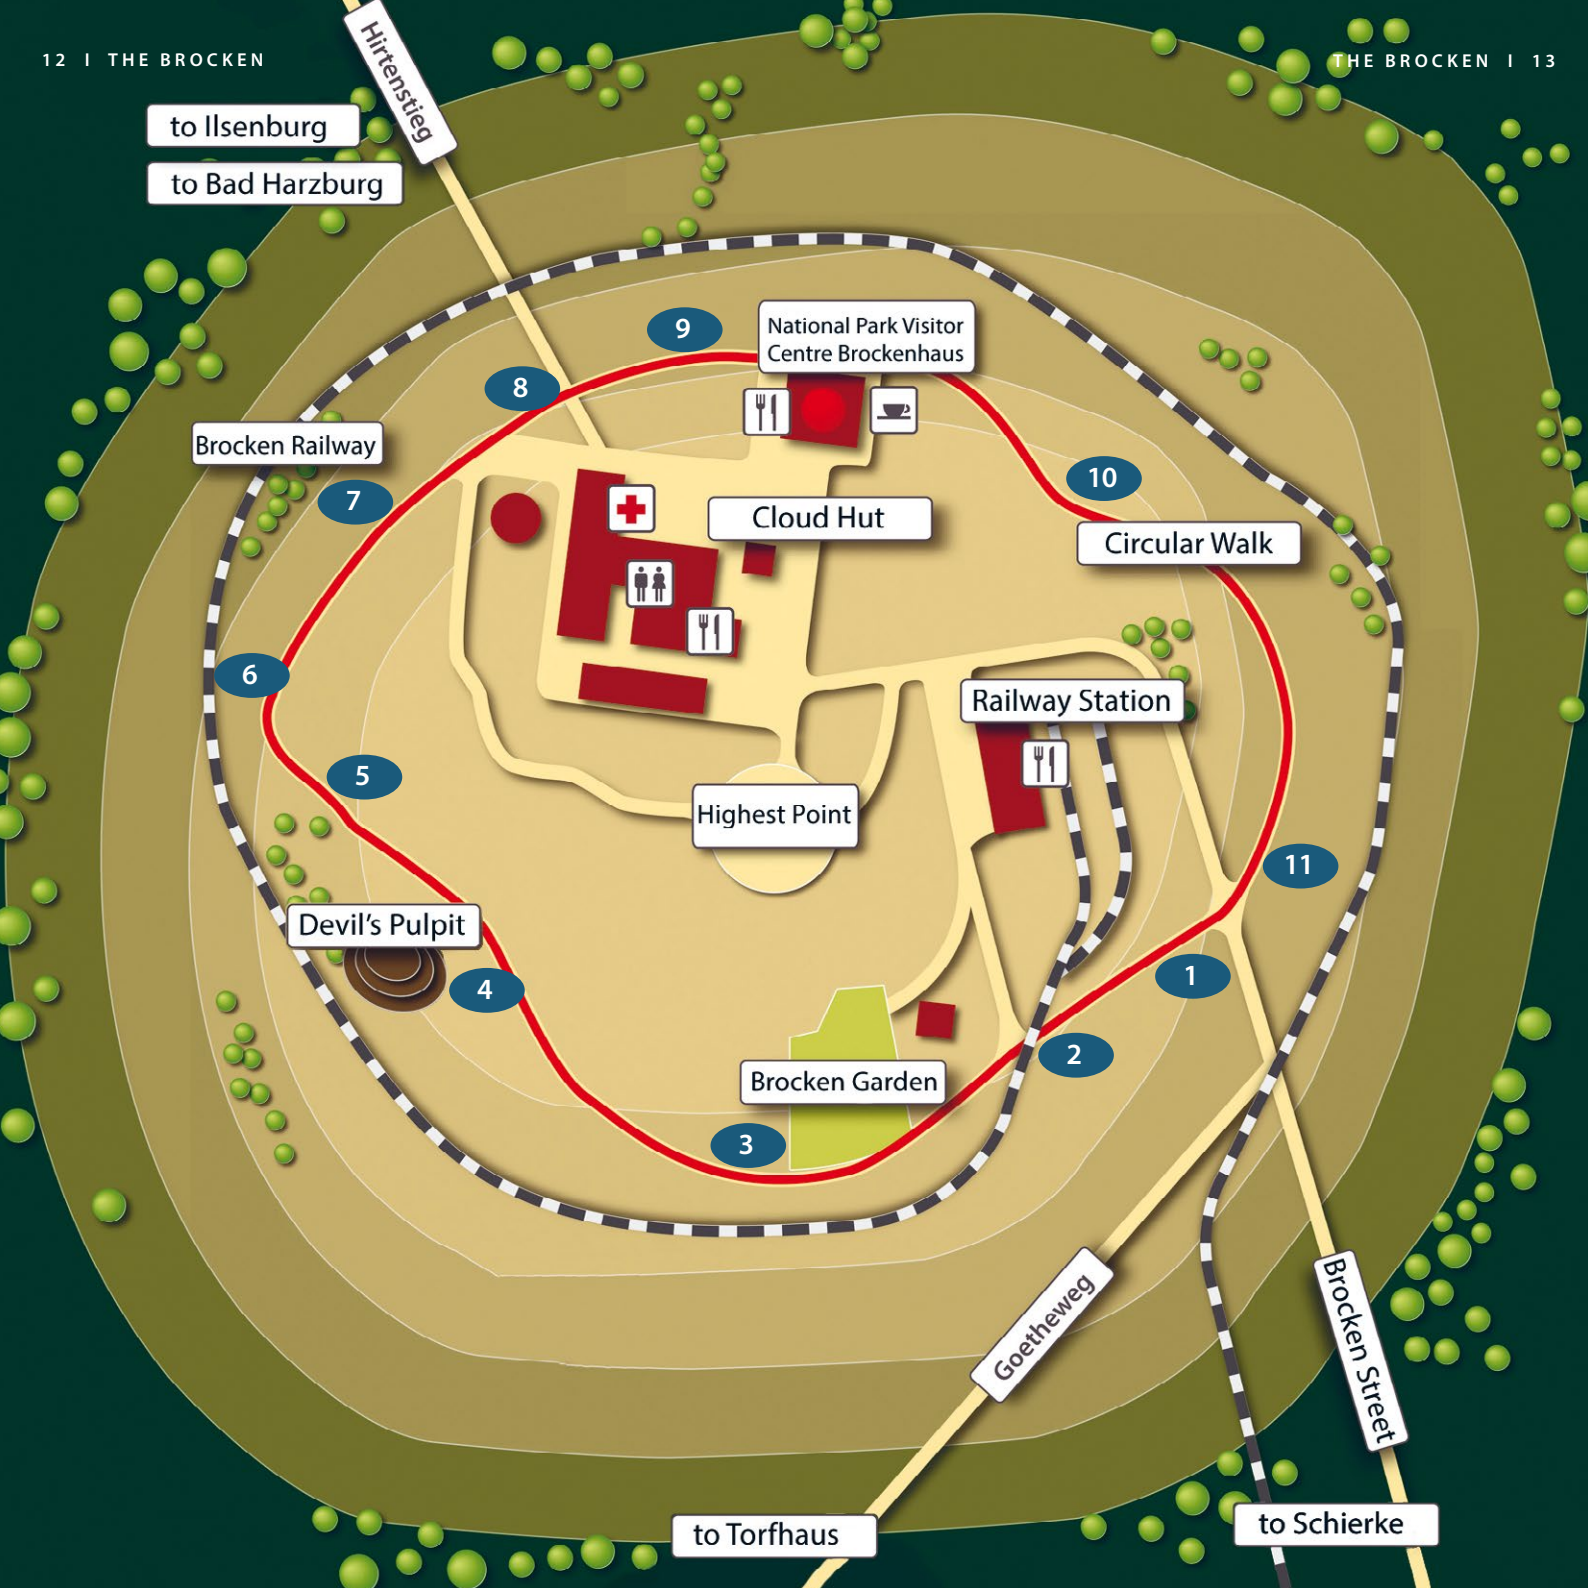 12 I THE BROCKEN
THE BROCKEN I 13
Hirtenstieg
to Ilsenburg
to Bad Harzburg
9
National Park Visitor
Centre Brockenhaus
8
Brocken Railway
7
10
Cloud Hut
Circular Walk
6
Railway Station
5
Highest Point
11
Devil's Pulpit
4
1
2
Brocken Garden
3
Goetheweg
Brocken Street
to Torfhaus
to Schierke